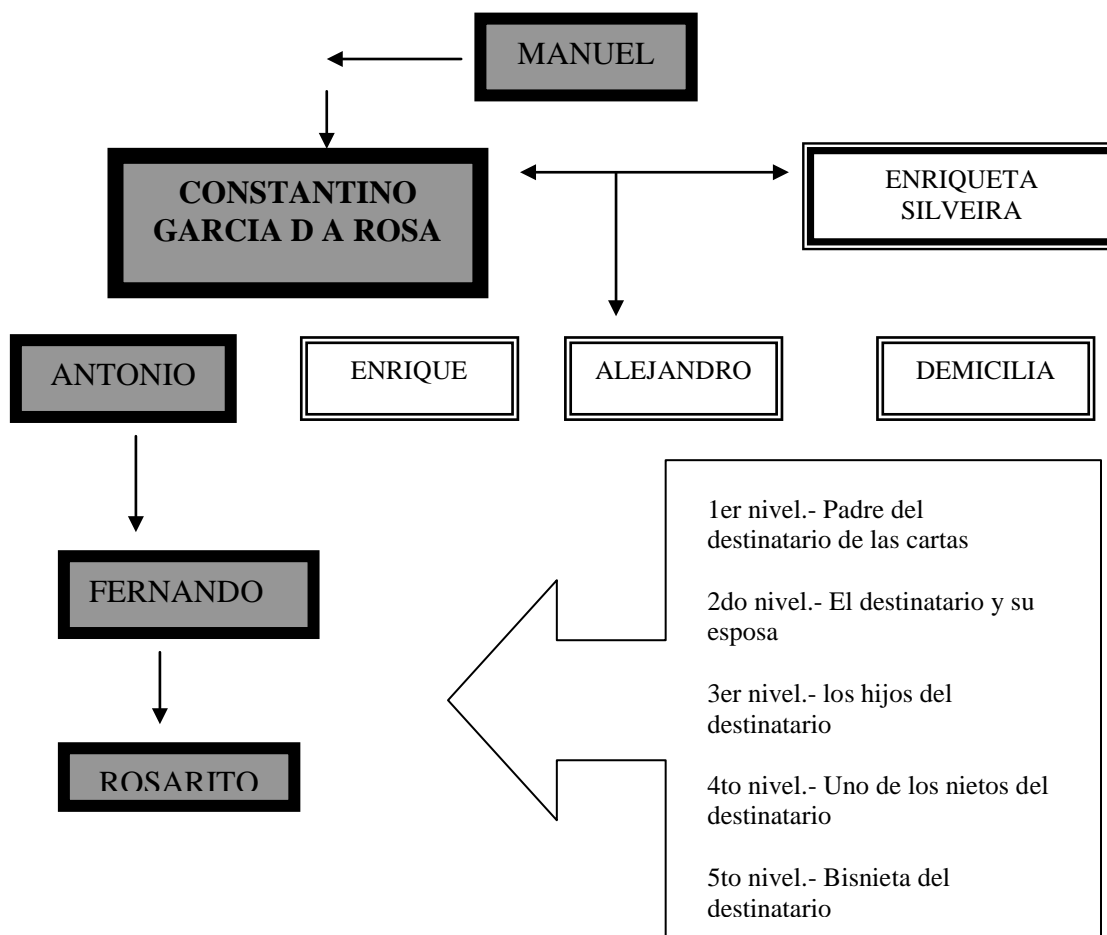 MANUEL
CONSTANTINO
GARCIA D A ROSA
ENRIQUETA
SILVEIRA
ANTONIO
ENRIQUE
ALEJANDRO
DEMICILIA
FERNANDO
ROSARITO
1er nivel.- Padre del
destinatario de las cartas
2do nivel.- El destinatario y su
esposa
3er nivel.- los hijos del
destinatario
4to nivel.- Uno de los nietos del
destinatario
5to nivel.- Bisnieta del
destinatario